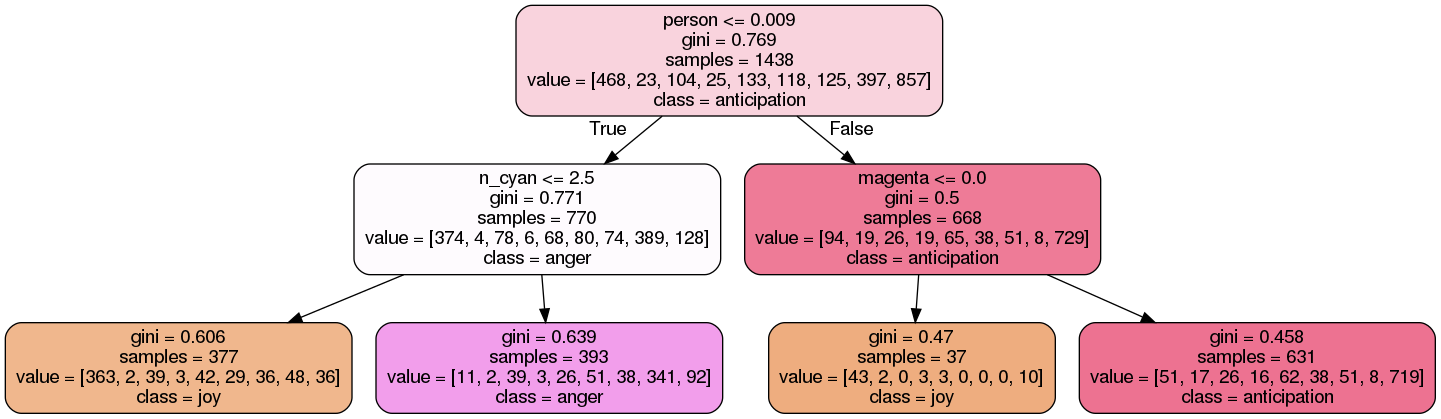 person <= 0.009
gini = 0.769
samples = 1438
value = [468, 23, 104, 25, 133, 118, 125, 397, 857]
class = anticipation
True
False
n_cyan <= 2.5
gini = 0.771
samples = 770
value = [374, 4, 78, 6, 68, 80, 74, 389, 128]
class = anger
magenta <= 0.0
gini = 0.5
samples = 668
value = [94, 19, 26, 19, 65, 38, 51, 8, 729]
class = anticipation
gini = 0.606
samples = 377
value = [363, 2, 39, 3, 42, 29, 36, 48, 36]
class = joy
gini = 0.639
samples = 393
value = [11, 2, 39, 3, 26, 51, 38, 341, 92]
class = anger
gini = 0.47
samples = 37
value = [43, 2, 0, 3, 3, 0, 0, 0, 10]
class = joy
gini = 0.458
samples = 631
value = [51, 17, 26, 16, 62, 38, 51, 8, 719]
class = anticipation